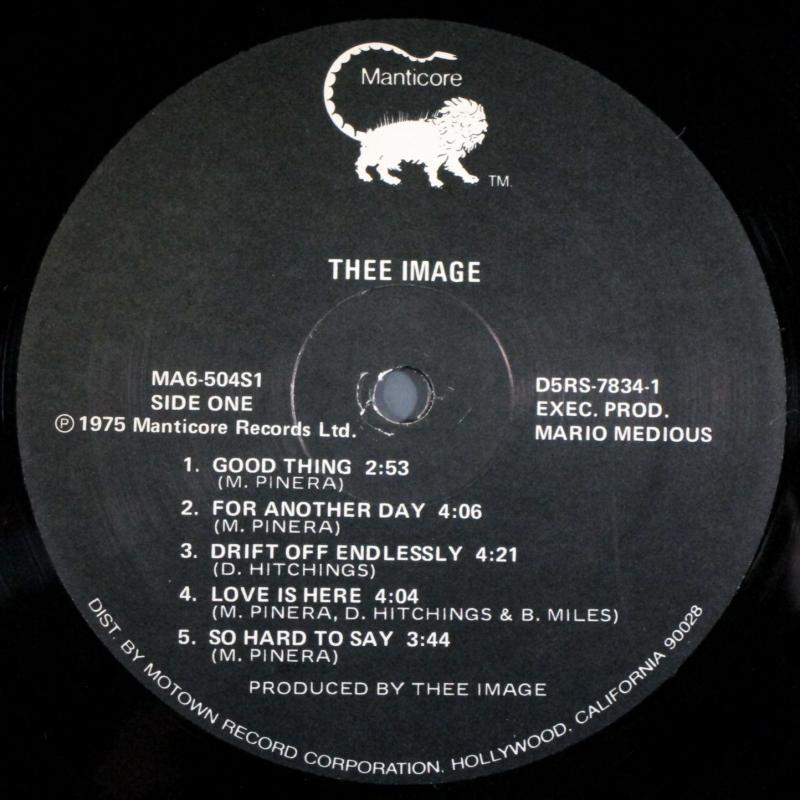 Manticore
TM
THEE IMAGE
MA6-504S1
SIDE ONE
Ⓟ 1975 Manticore Records Ltd.
D5RS-7834-1
EXEC. PROD.
MARIO MEDIOUS
1. GOOD THING 2:53
(M. PINERA)
2. FOR ANOTHER DAY 4:06
(M. PINERA)
3. DRIFT OFF ENDLESSLY 4:21
(D. HITCHINGS)
4. LOVE IS HERE 4:04
(M. PINERA, D. HITCHINGS & B. MILES)
5. SO HARD TO SAY 3:44
(M. PINERA)
PRODUCED BY THEE IMAGE
DIST. BY MOTOWN RECORD CORPORATION, HOLLYWOOD, CALIFORNIA 90028